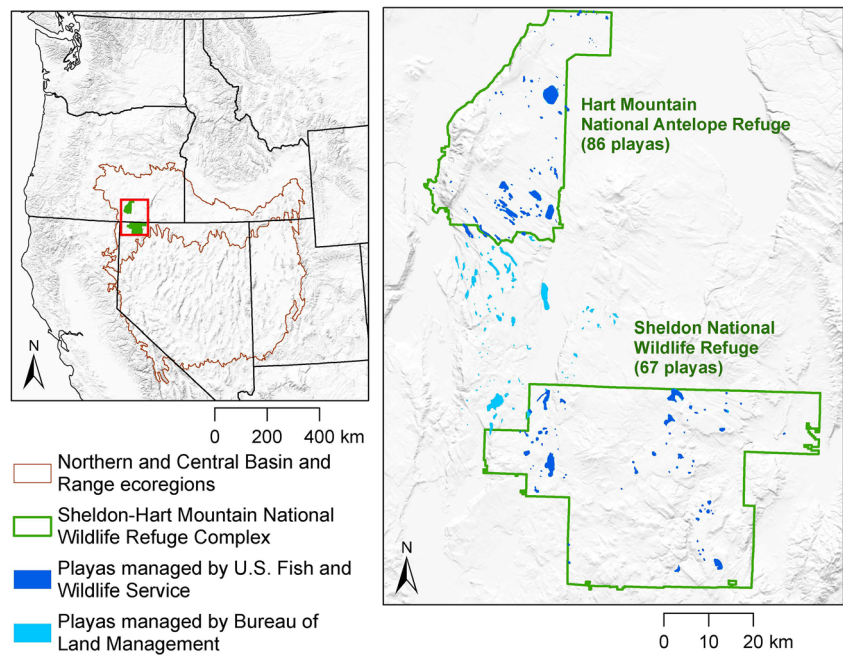 Hart Mountain
National Antelope Refuge
(86 playas)
Sheldon National
Wildlife Refuge
(67 playas)
N
0 200 400 km
N
0 10 20 km
Northern and Central Basin and
Range ecoregions
Sheldon-Hart Mountain National
Wildlife Refuge Complex
Playas managed by U.S. Fish and
Wildlife Service
Playas managed by Bureau of
Land Management